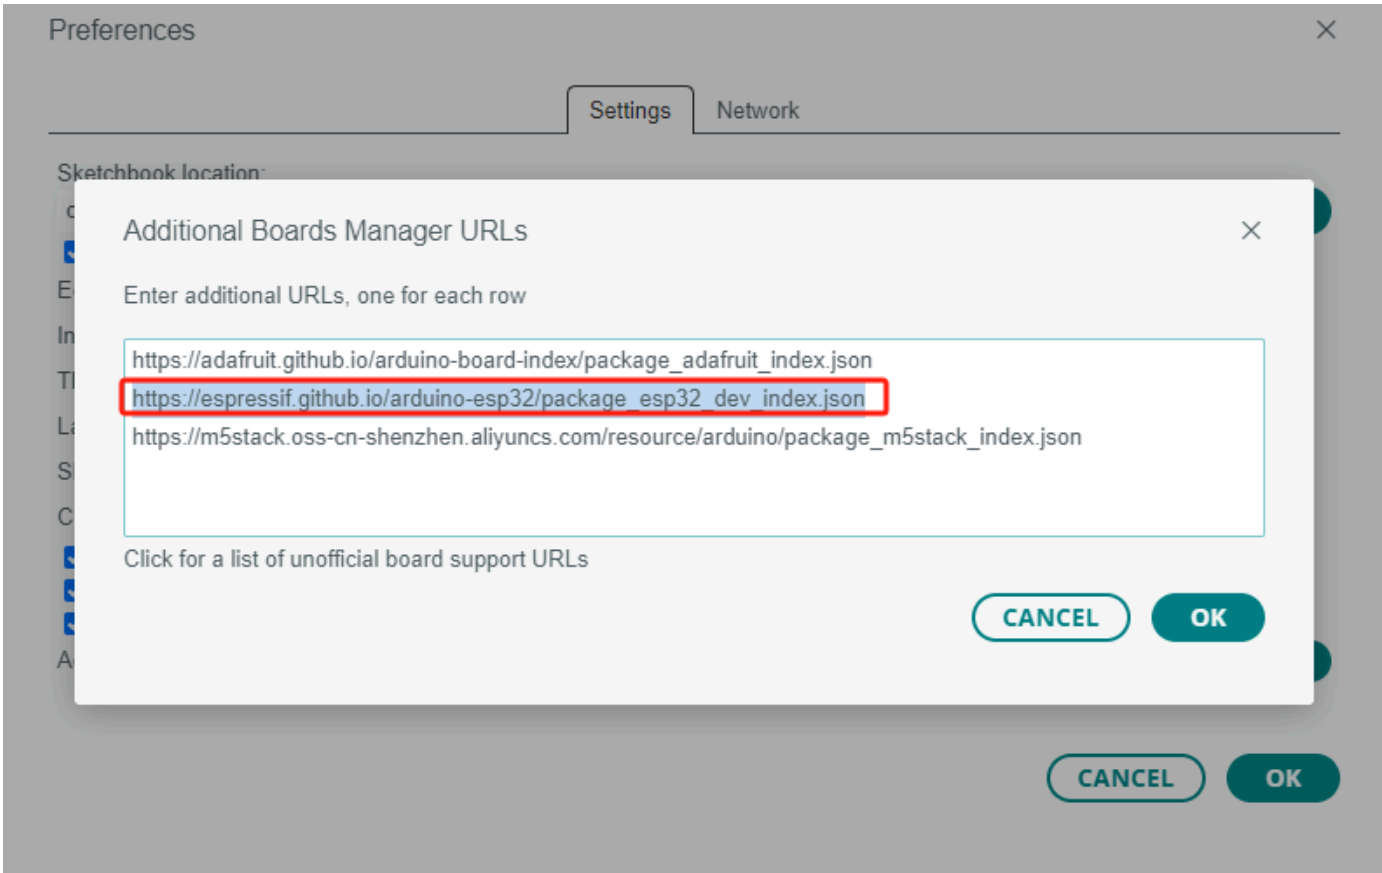 Preferences
Settings Network
Sketchbook location:
Additional Boards Manager URLs
Enter additional URLs, one for each row
https://adafruit.github.io/arduino-board-index/package_adafruit_index.json
https://espressif.github.io/arduino-esp32/package_esp32_dev_index.json
https://m5stack.oss-cn-shenzhen.aliyuncs.com/resource/arduino/package_m5stack_index.json
Click for a list of unofficial board support URLs
CANCEL OK
CANCEL OK